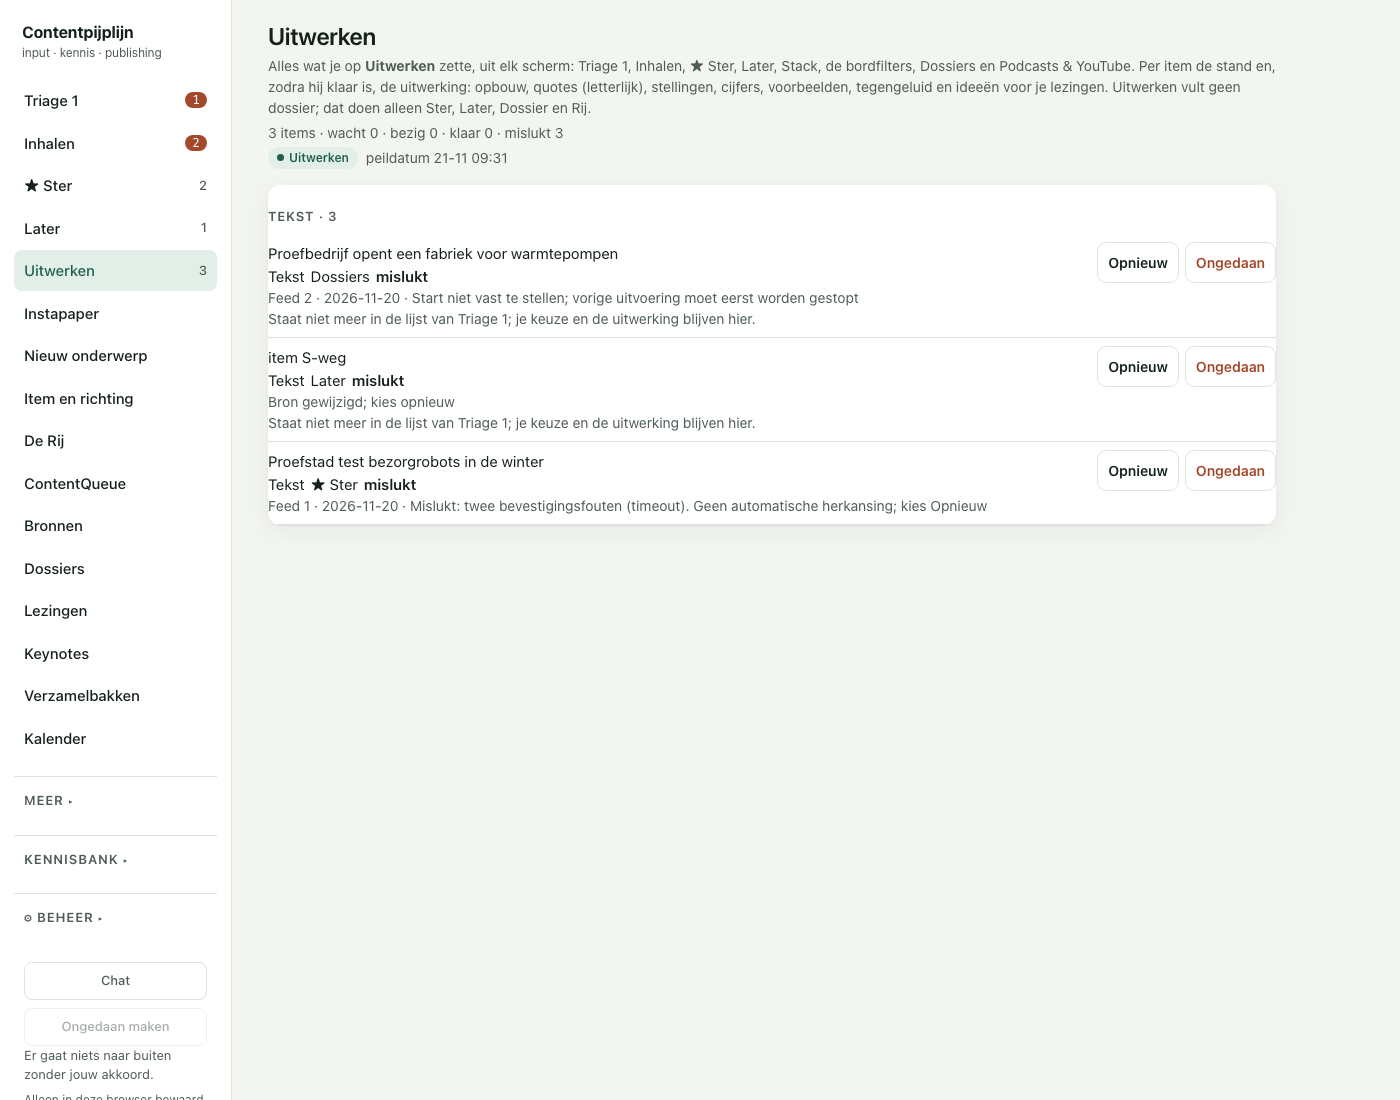 Contentpijplijn
input · kennis · publishing
Triage 1 1
Inhalen 2
★ Ster 2
Later 1
Uitwerken 3
Instapaper
Nieuw onderwerp
Item en richting
De Rij
ContentQueue
Bronnen
Dossiers
Lezingen
Keynotes
Verzamelbakken
Kalender
MEER ▸
KENNISBANK ▸
⚙ BEHEER ▸
Chat
Ongedaan maken
Er gaat niets naar buiten
zonder jouw akkoord.
Alleen in deze browser bewaard
Uitwerken
Alles wat je op Uitwerken zette, uit elk scherm: Triage 1, Inhalen, ★ Ster, Later, Stack, de bordfilters, Dossiers en Podcasts & YouTube. Per item de stand en,
zodra hij klaar is, de uitwerking: opbouw, quotes (letterlijk), stellingen, cijfers, voorbeelden, tegengeluid en ideeën voor je lezingen. Uitwerken vult geen
dossier; dat doen alleen Ster, Later, Dossier en Rij.
3 items · wacht 0 · bezig 0 · klaar 0 · mislukt 3
● Uitwerken peildatum 21-11 09:31
TEKST · 3
Proefbedrijf opent een fabriek voor warmtepompen
Tekst Dossiers mislukt
Feed 2 · 2026-11-20 · Start niet vast te stellen; vorige uitvoering moet eerst worden gestopt
Staat niet meer in de lijst van Triage 1; je keuze en de uitwerking blijven hier.
Opnieuw Ongedaan
item S-weg
Tekst Later mislukt
Bron gewijzigd; kies opnieuw
Staat niet meer in de lijst van Triage 1; je keuze en de uitwerking blijven hier.
Opnieuw Ongedaan
Proefstad test bezorgrobots in de winter
Tekst ★ Ster mislukt
Feed 1 · 2026-11-20 · Mislukt: twee bevestigingsfouten (timeout). Geen automatische herkansing; kies Opnieuw
Opnieuw Ongedaan